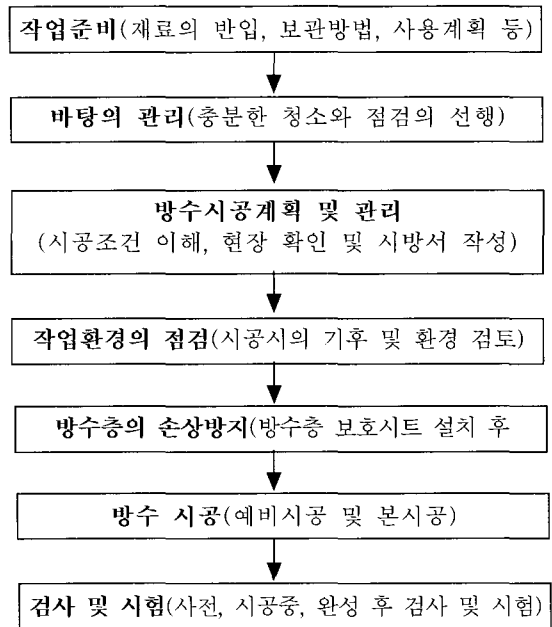 작업준비(재료의 반입, 보관방법, 사용계획 등)
바탕의 관리(충분한 청소와 점검의 선행)
방수시공계획 및 관리
(시공조건 이해, 현장 확인 및 시방서 작성)
작업환경의 점검(시공시의 기후 및 환경 검토)
방수층의 손상방지(방수층 보호시트 설치 후
방수 시공(예비시공 및 본시공)
검사 및 시험(사전, 시공중, 완성 후 검사 및 시험)